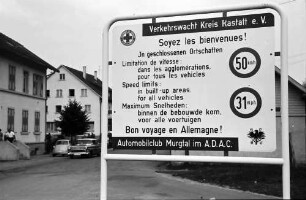 Verkehrswacht Kreis Rastatt e.V.
Soyez les bienvenues!
Je geschlossenen Ortschaften
Limitation de vitesse
dans les agglomérations,
pour tous les vehicles
Speed limits:
in built-up areas,
for all vehicles
Maximum Snelheden:
binnen de bebouwde kom,
voor alle voertuigen
50 km/h
31 mp.h
Bon voyage en Allemagne!
Automobilclub Murgtal im A.D.A.C.